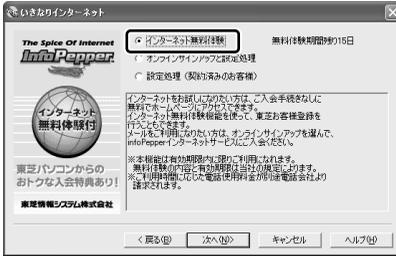 いきなりインターネット
The Spice Of Internet
InfoPepper
インターネット
無料体験付
東芝パソコンからの
おトクな入会特典あり!
東芝情報システム株式会社
インターネット無料体験
無料体験期間残り15日
オンラインサインアップと設定処理
設定処理（契約済みのお客様）
インターネットをお試しになりたい方は、ご入会手続きなしに
無料でホームページにアクセスできます。
インターネット無料体験機能を使って、東芝お客様登録を
行うこともできます。
メールをご利用になりたい方は、オンラインサインアップを選んで、
infoPepperインターネットサービスにご入会ください。
※本機能は有効期限内に限りご利用になれます。
無料体験の内容と有効期限は当社の規定によります。
※ご利用時間に応じた電話使用料金が別途電話会社より
請求されます。
< 戻る(B)
次へ(N)>
キャンセル
ヘルプ(H)